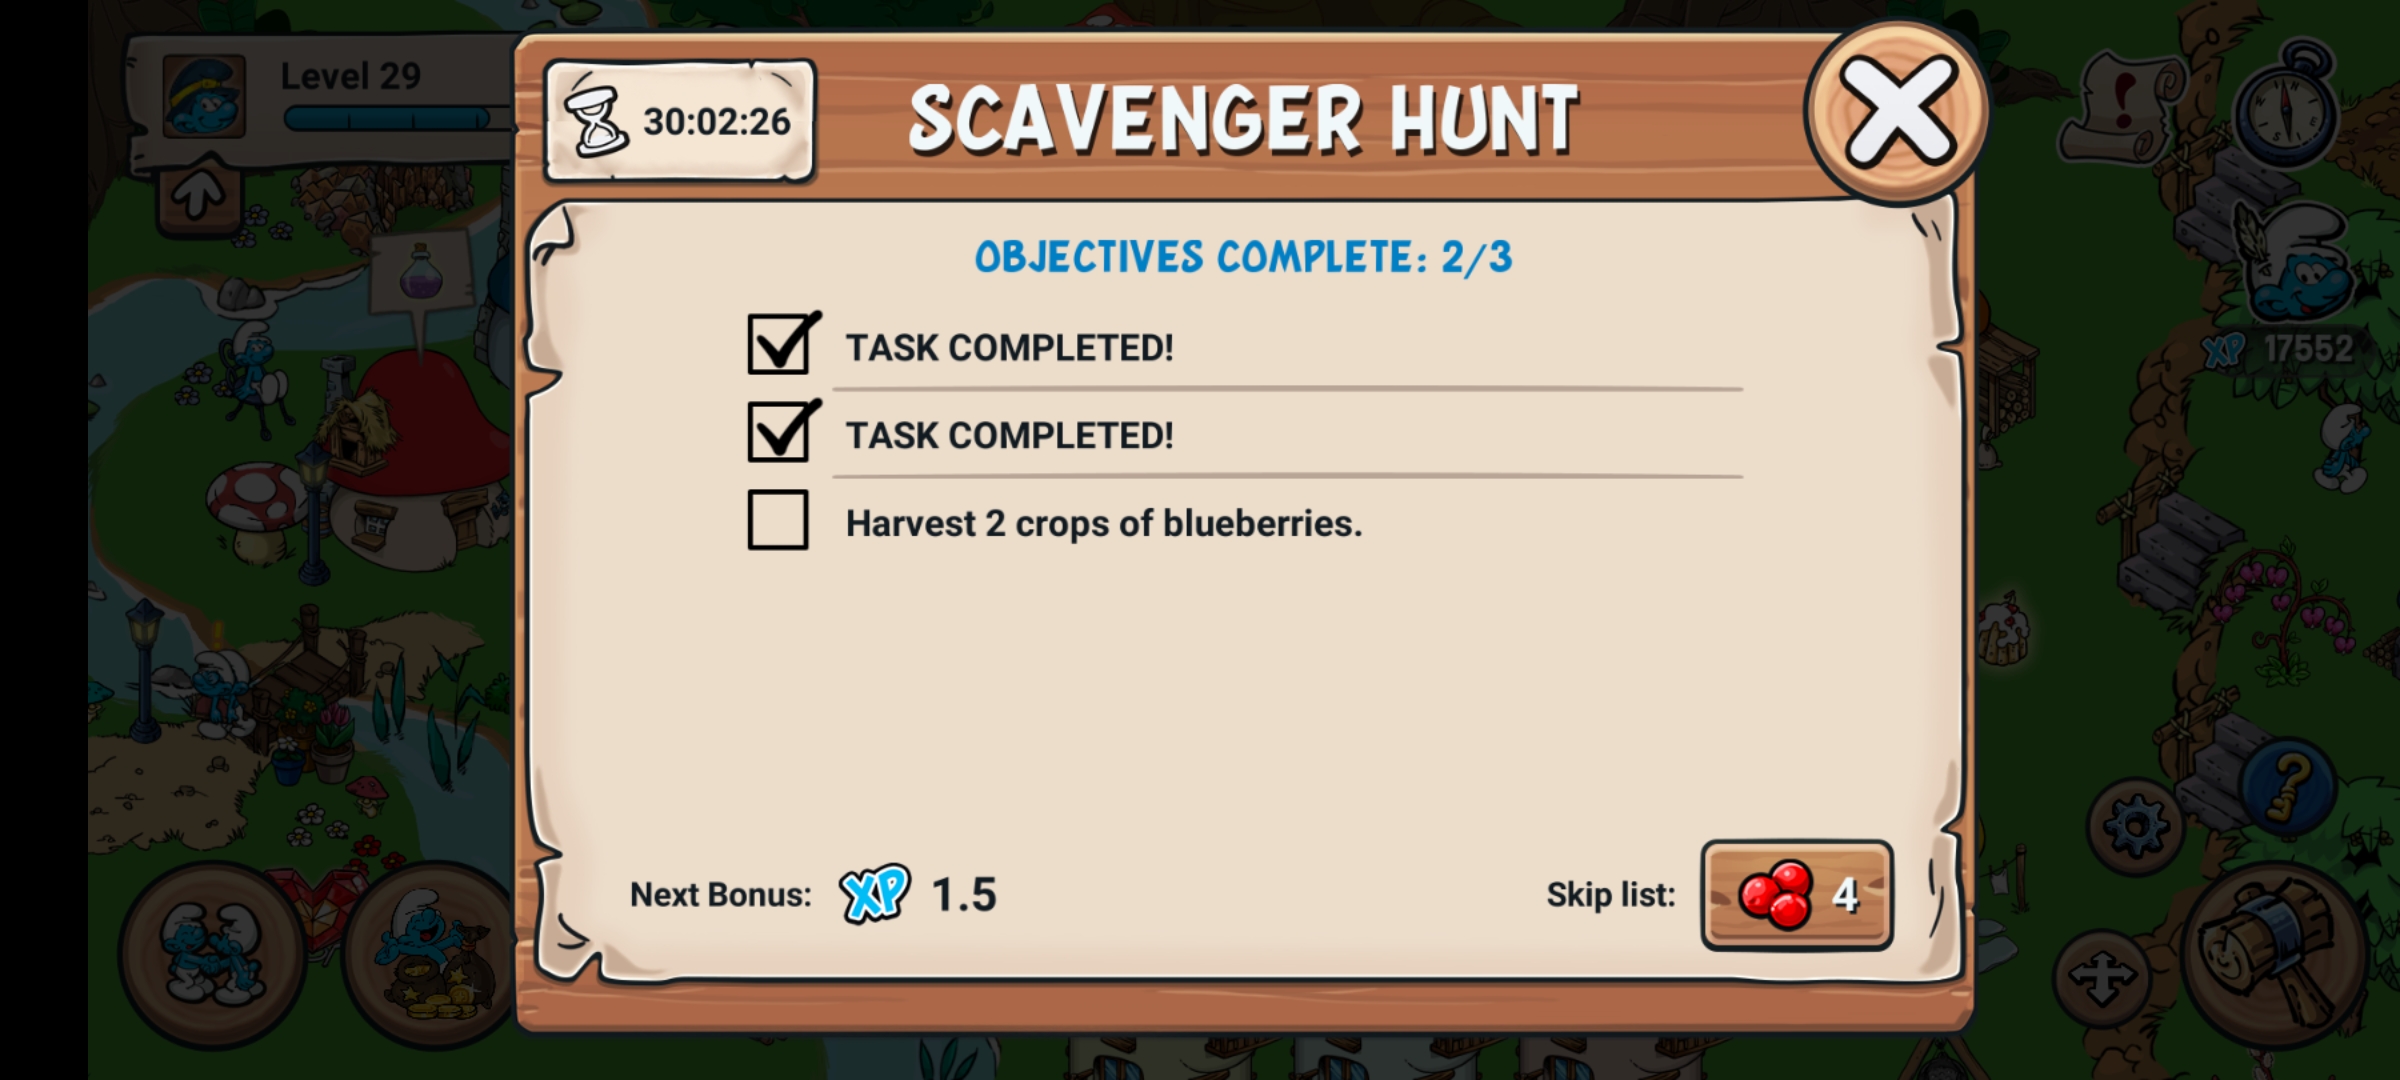 Level 29
30:02:26
SCAVENGER HUNT
OBJECTIVES COMPLETE: 2/3
TASK COMPLETED!
TASK COMPLETED!
Harvest 2 crops of blueberries.
XP 17552
Next Bonus: XP 1.5
Skip list: 4